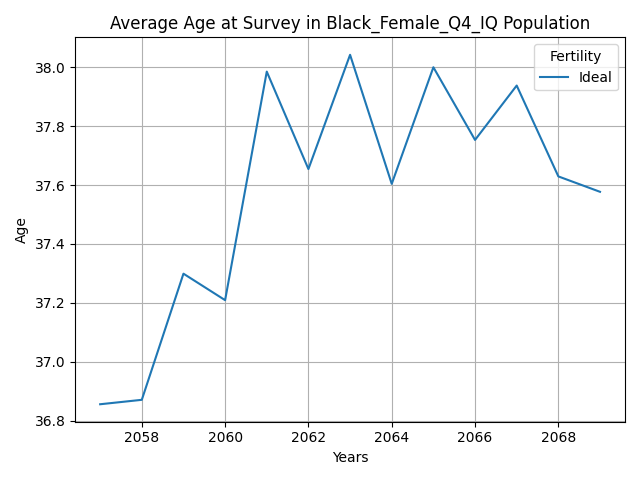 Average Age at Survey in Black_Female_Q4_IQ Population
Fertility
Ideal
38.0
37.8
37.6
37.4
37.2
37.0
36.8
Age
2058 2060 2062 2064 2066 2068
Years